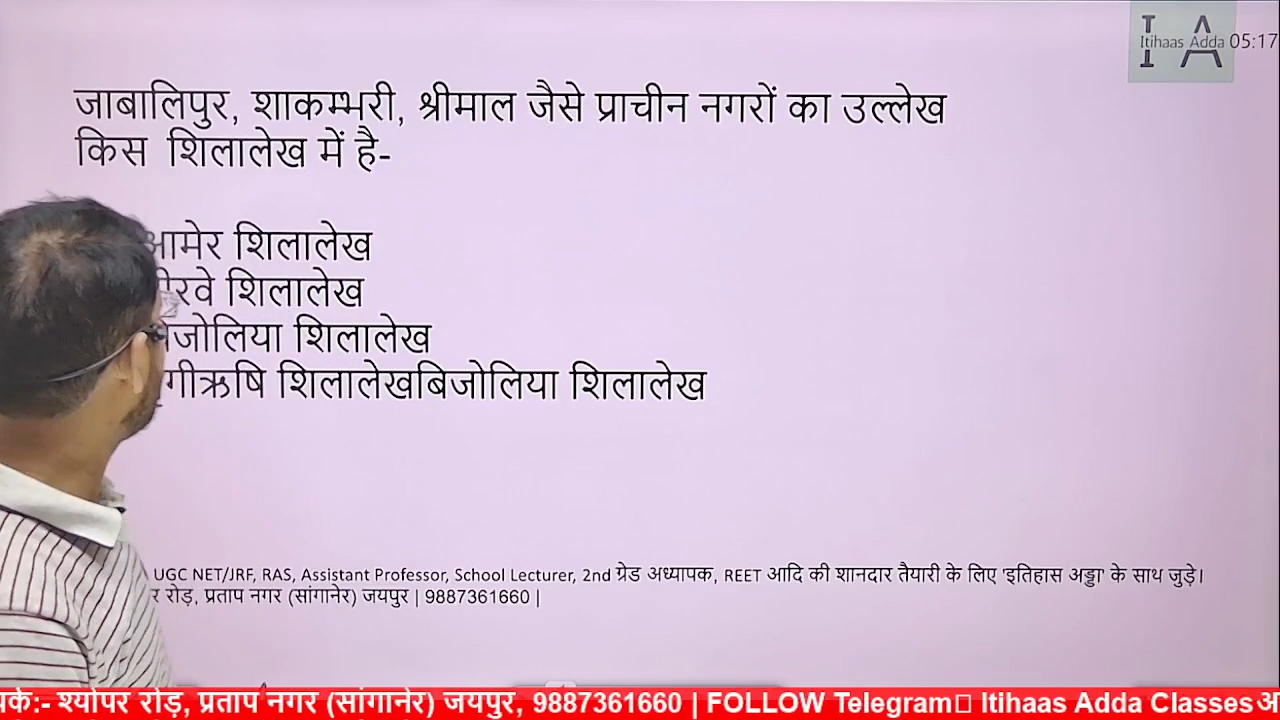 I A
Itihaas Adda 05:17
जाबालिपुर, शाकम्भरी, श्रीमाल जैसे प्राचीन नगरों का उल्लेख
किस शिलालेख में है-
आमेर शिलालेख
शिलालेख
शिलालेख
शिलालेखबिजोलिया शिलालेख
UGC NET/JRF, RAS, Assistant Professor, School Lecturer, 2nd ग्रेड अध्यापक, REET आदि की शानदार तैयारी के लिए 'इतिहास अड्डा' के साथ जुड़े।
रोड़, प्रताप नगर (सांगानेर) जयपुर | 9887361660 |
श्योपर रोड़, प्रताप नगर (सांगानेर) जयपुर, 9887361660 | FOLLOW Telegram Itihaas Adda Classes